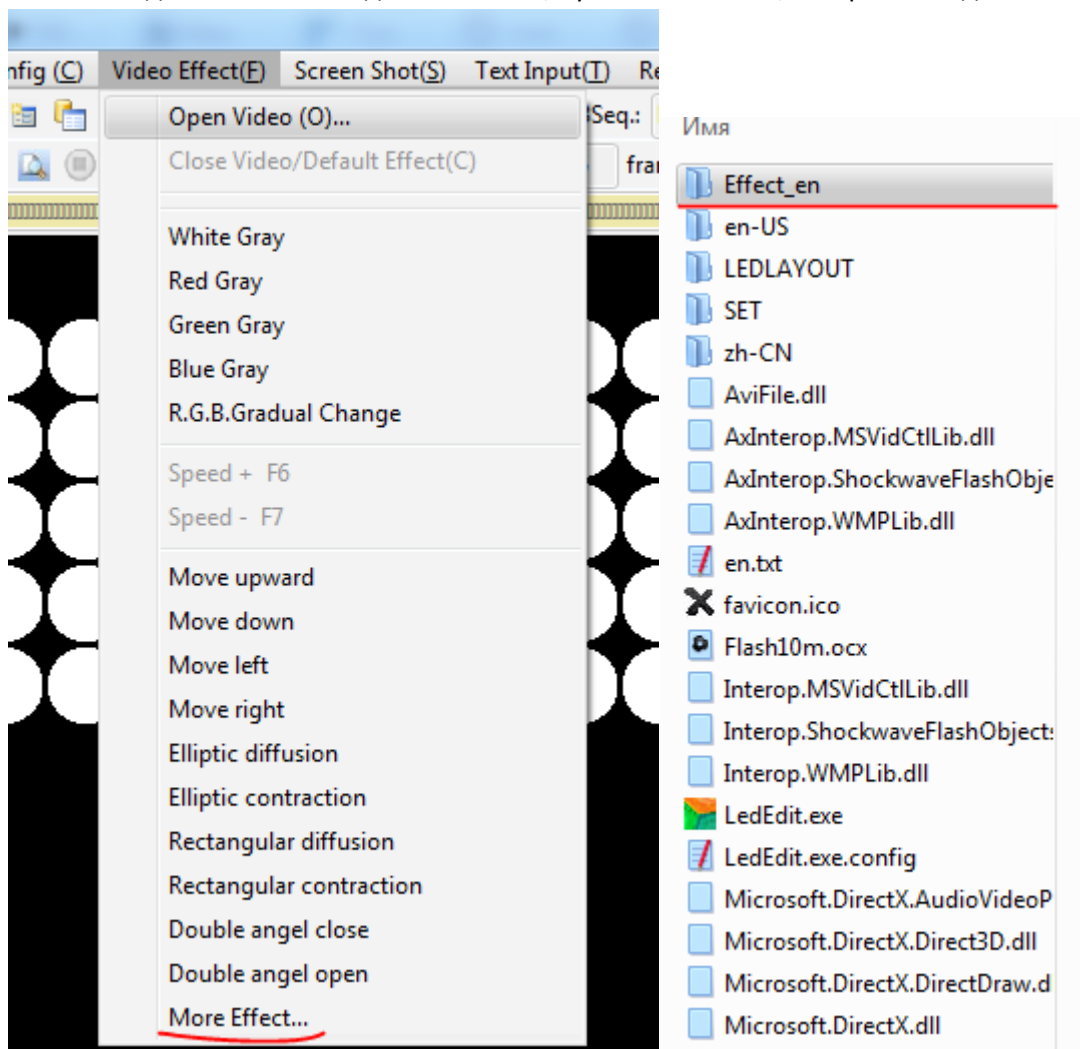 nfig (C) Video Effect(F) Screen Shot(S) Text Input(T) Re
Open Video (O)...
Seq.:
Close Video/Default Effect(C)
fra
White Gray
Red Gray
Green Gray
Blue Gray
R.G.B.Gradual Change
Speed + F6
Speed - F7
Move upward
Move down
Move left
Move right
Elliptic diffusion
Elliptic contraction
Rectangular diffusion
Rectangular contraction
Double angel close
Double angel open
More Effect...
Имя
Effect_en
en-US
LEDLAYOUT
SET
zh-CN
AviFile.dll
AxInterop.MSVidCtlLib.dll
AxInterop.ShockwaveFlashObje
AxInterop.WMPLib.dll
en.txt
favicon.ico
Flash10m.ocx
Interop.MSVidCtlLib.dll
Interop.ShockwaveFlashObjects
Interop.WMPLib.dll
LedEdit.exe
LedEdit.exe.config
Microsoft.DirectX.AudioVideoP
Microsoft.DirectX.Direct3D.dll
Microsoft.DirectX.DirectDraw.d
Microsoft.DirectX.dll